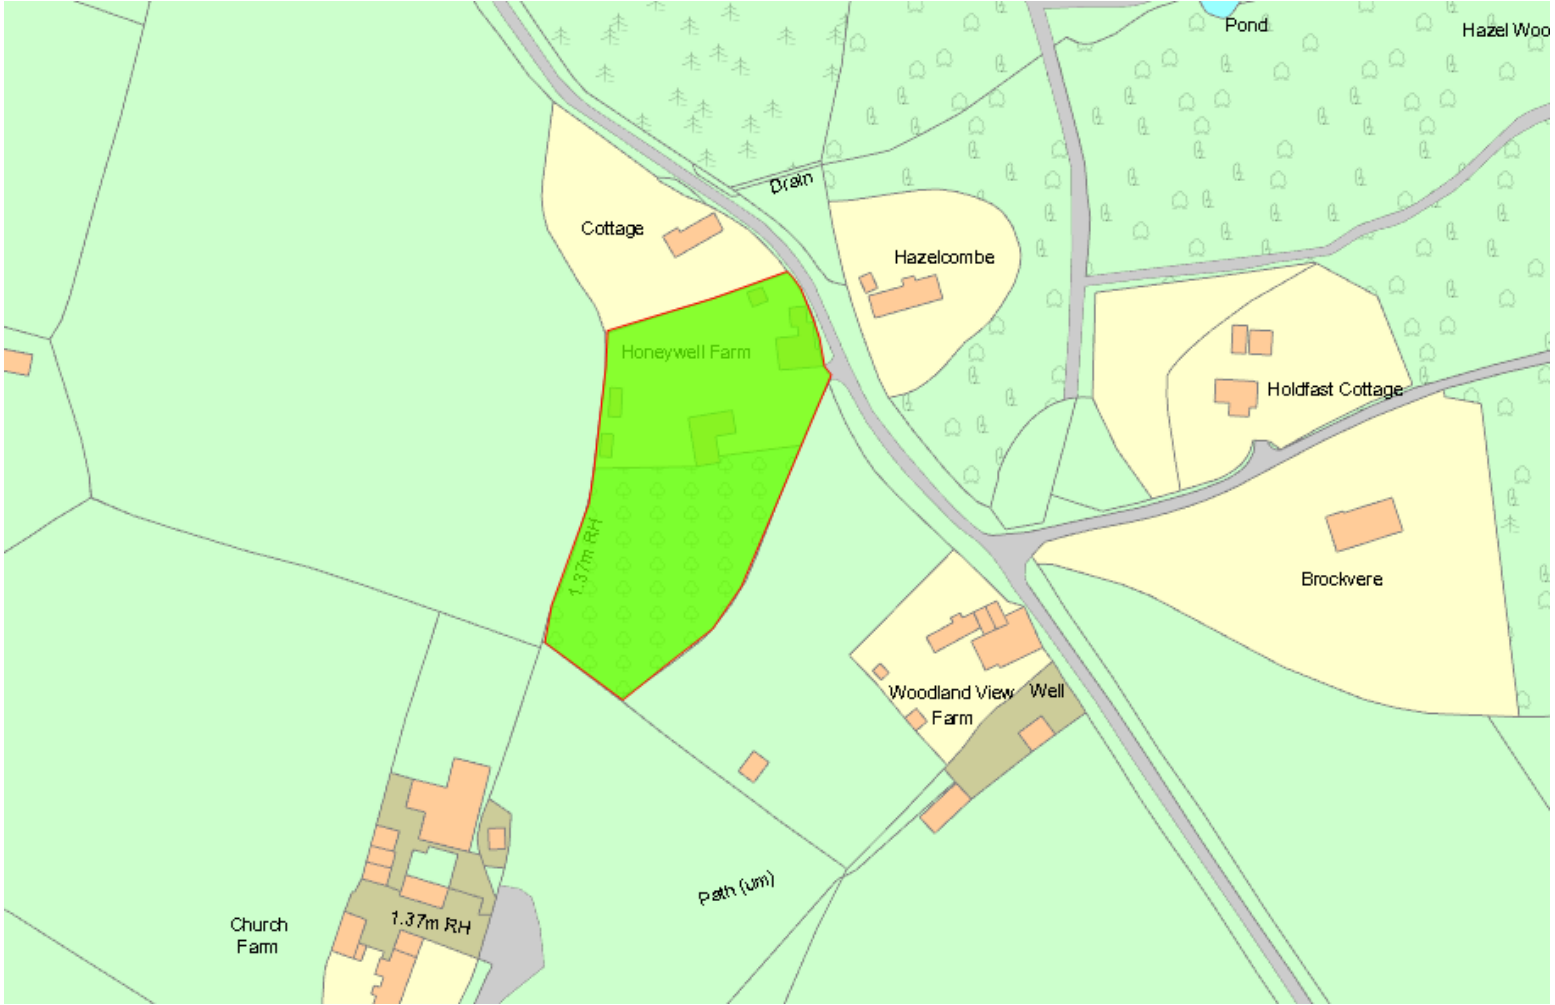 Pond
Hazel Woo
Drain
Cottage
Hazelcombe
Honeywell Farm
Holdfast Cottage
1.37m RH
Brockvere
Woodland View
Farm
Well
Path (um)
1.37m RH
Church
Farm